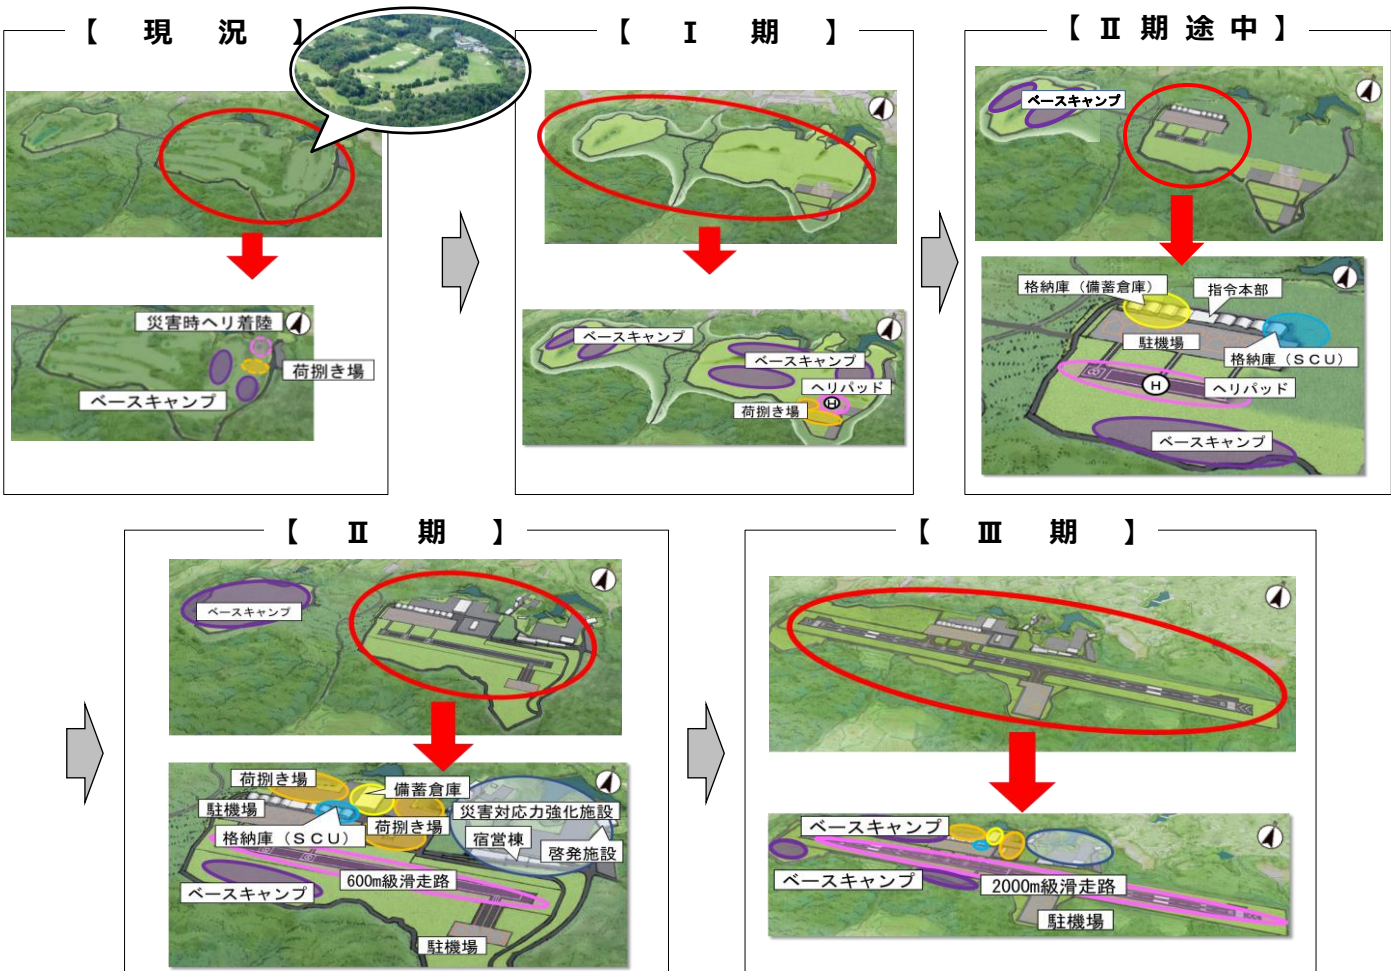 【 現 況 】
災害時ヘリ着陸
荷捌き場
ベースキャンプ
【 Ⅰ 期 】
ベースキャンプ
ベースキャンプ
ヘリパッド
H
荷捌き場
【 Ⅱ 期 途 中 】
ベースキャンプ
格納庫（備蓄倉庫）
指令本部
駐機場
格納庫（ＳＣＵ）
ヘリパッド
H
ベースキャンプ
【 Ⅱ 期 】
ベースキャンプ
荷捌き場
備蓄倉庫
駐機場
災害対応力強化施設
格納庫（ＳＣＵ）
荷捌き場
宿営棟
啓発施設
600m級滑走路
ベースキャンプ
駐機場
【 Ⅲ 期 】
ベースキャンプ
ベースキャンプ
2000m級滑走路
駐機場